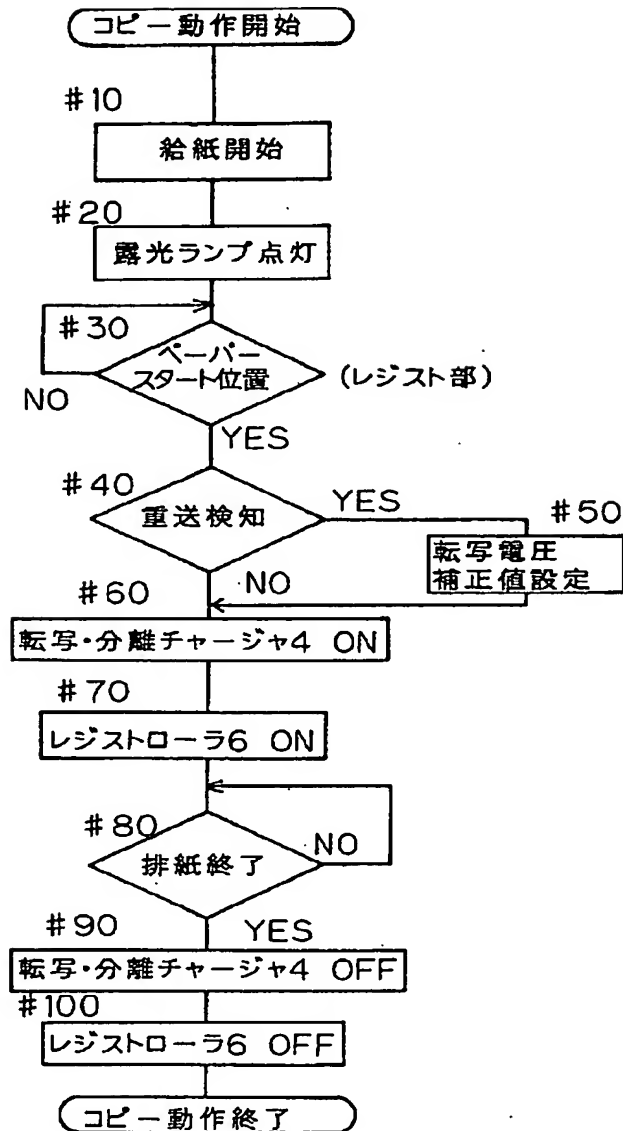 コピー動作開始
#10
給紙開始
#20
露光ランプ点灯
#30
ペーパー
スタート位置
(レジスト部)
NO
YES
#40
重送検知
YES
#50
転写電圧
補正値設定
NO
#60
転写・分離チャージャ4 ON
#70
レジストローラ6 ON
#80
排紙終了
NO
YES
#90
転写・分離チャージャ4 OFF
#100
レジストローラ6 OFF
コピー動作終了